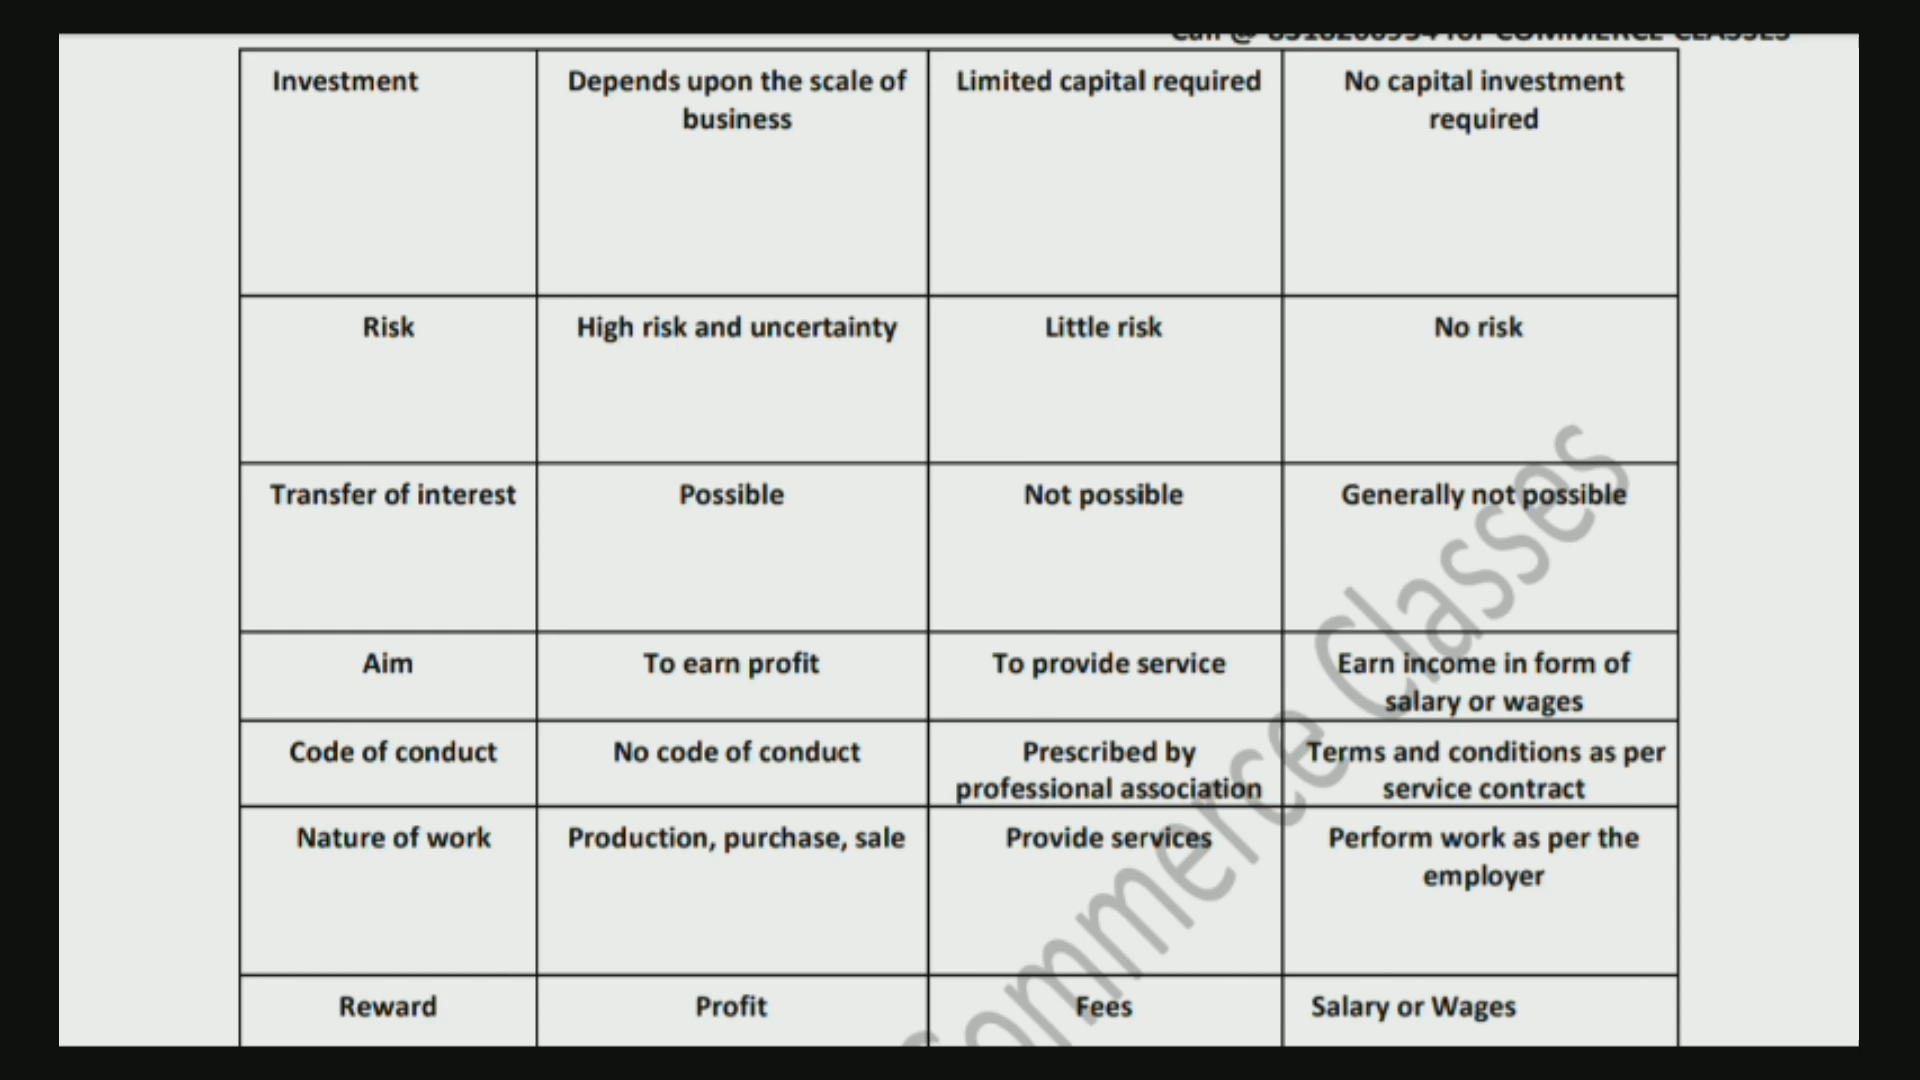 Investment
Depends upon the scale of
business
Limited capital required
No capital investment
required
Risk
High risk and uncertainty
Little risk
No risk
Transfer of interest
Possible
Not possible
Generally not possible
Aim
To earn profit
To provide service
Earn income in form of
salary or wages
Code of conduct
No code of conduct
Prescribed by
professional association
Terms and conditions as per
service contract
Nature of work
Production, purchase, sale
Provide services
Perform work as per the
employer
Reward
Profit
Fees
Salary or Wages
Commerce Classes